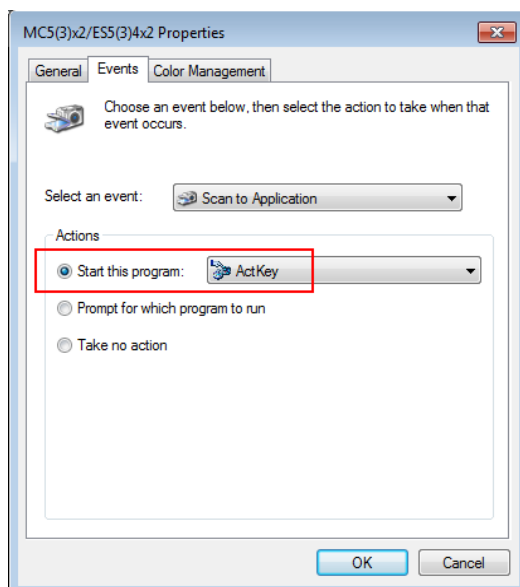 MC5(3)x2/ES5(3)4x2 Properties
General Events Color Management
Choose an event below, then select the action to take when that
event occurs.
Select an event: Scan to Application
Actions
Start this program: ActKey
Prompt for which program to run
Take no action
OK Cancel